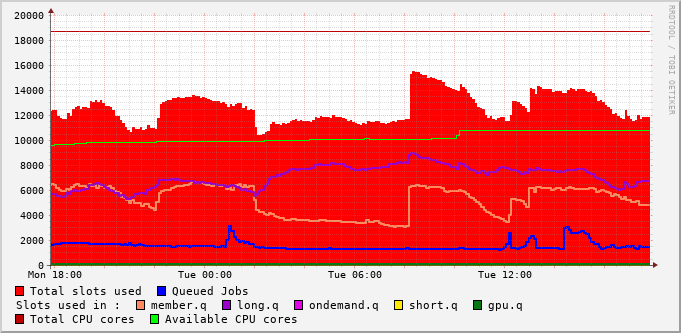 20000
18000
16000
14000
12000
10000
8000
6000
4000
2000
0
Mon 18:00 Tue 00:00 Tue 06:00 Tue 12:00
RRDTOOL / TOBI OETIKER
Total slots used Queued Jobs
Slots used in : member.q long.q ondemand.q short.q gpu.q
Total CPU cores Available CPU cores